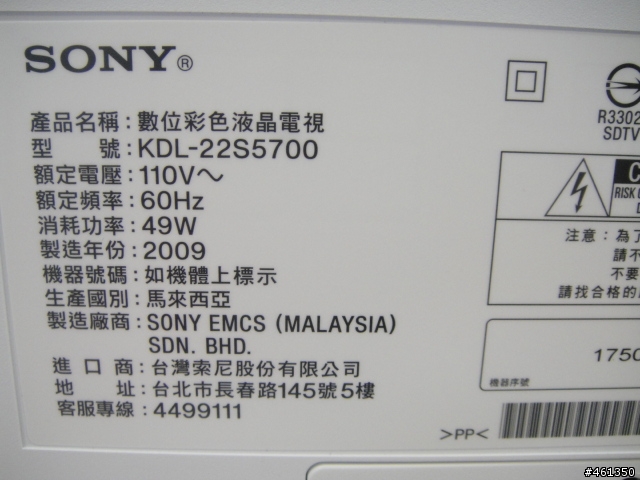 SONY®
產品名稱：數位彩色液晶電視
型　　號：KDL-22S5700
額定電壓：110V～
額定頻率：60Hz
消耗功率：49W
製造年份：2009
機器號碼：如機體上標示
生產國別：馬來西亞
製造廠商：SONY EMCS (MALAYSIA)
SDN. BHD.
進 口 商：台灣索尼股份有限公司
地　　址：台北市長春路145號5樓
客服專線：4499111
R3302
SDTV
C
RISK
注意：為了
請不
不要
請找合格的
1750
機器序號
>PP<
#461350